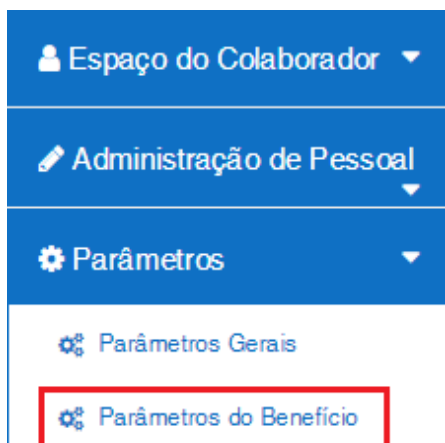 Espaço do Colaborador
Administração de Pessoal
Parâmetros
Parâmetros Gerais
Parâmetros do Benefício